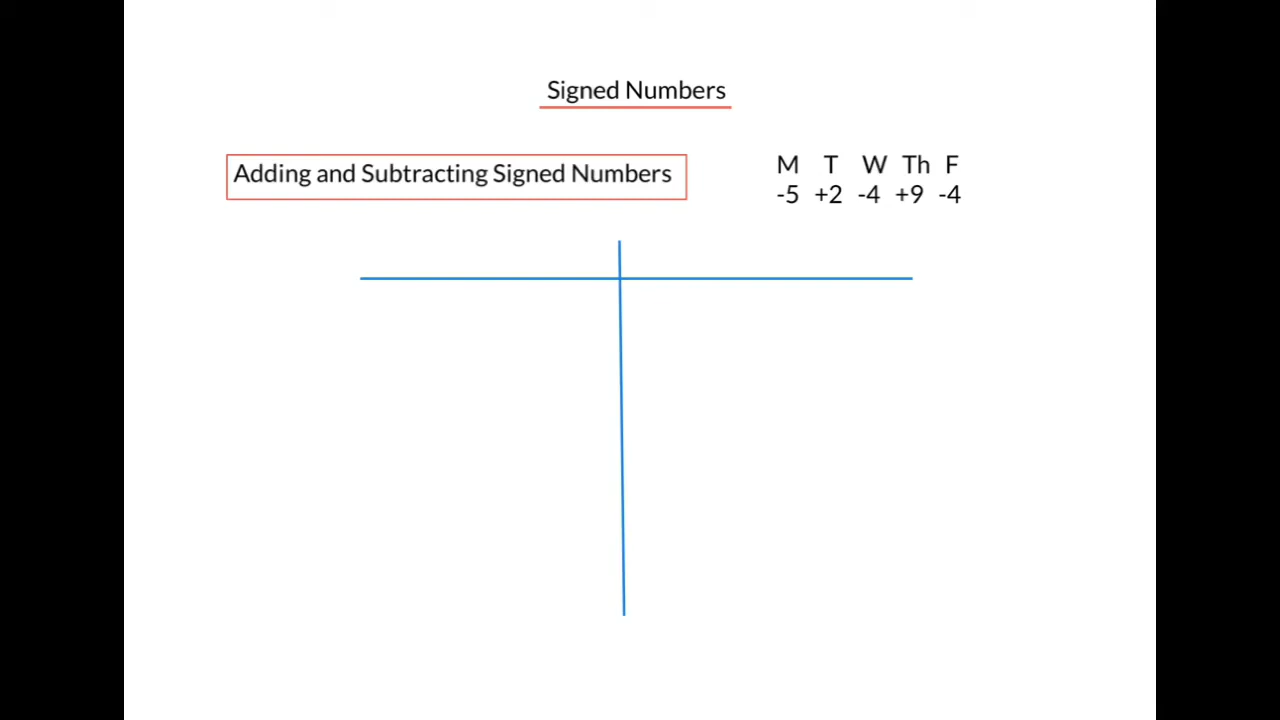 Signed Numbers
Adding and Subtracting Signed Numbers
M T W Th F
-5 +2 -4 +9 -4